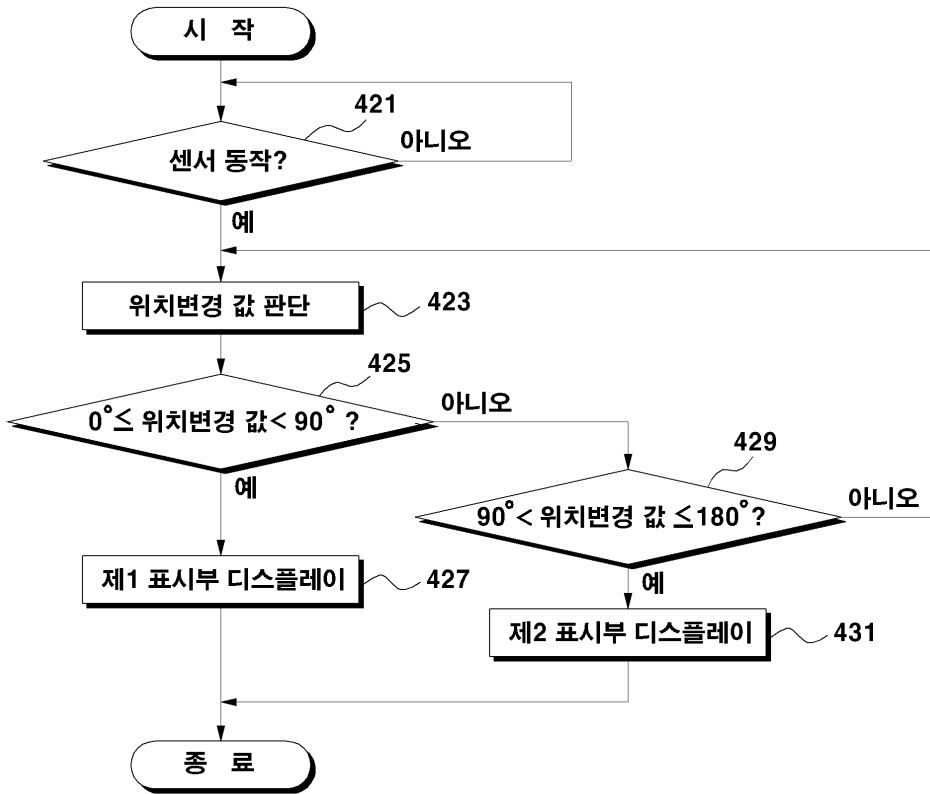 시 작
421
아니오
센서 동작?
예
위치변경 값 판단
423
425
아니오
0°≤ 위치변경 값< 90° ?
예
429
아니오
90°< 위치변경 값 ≤180°?
예
제1 표시부 디스플레이
427
제2 표시부 디스플레이
431
종 료